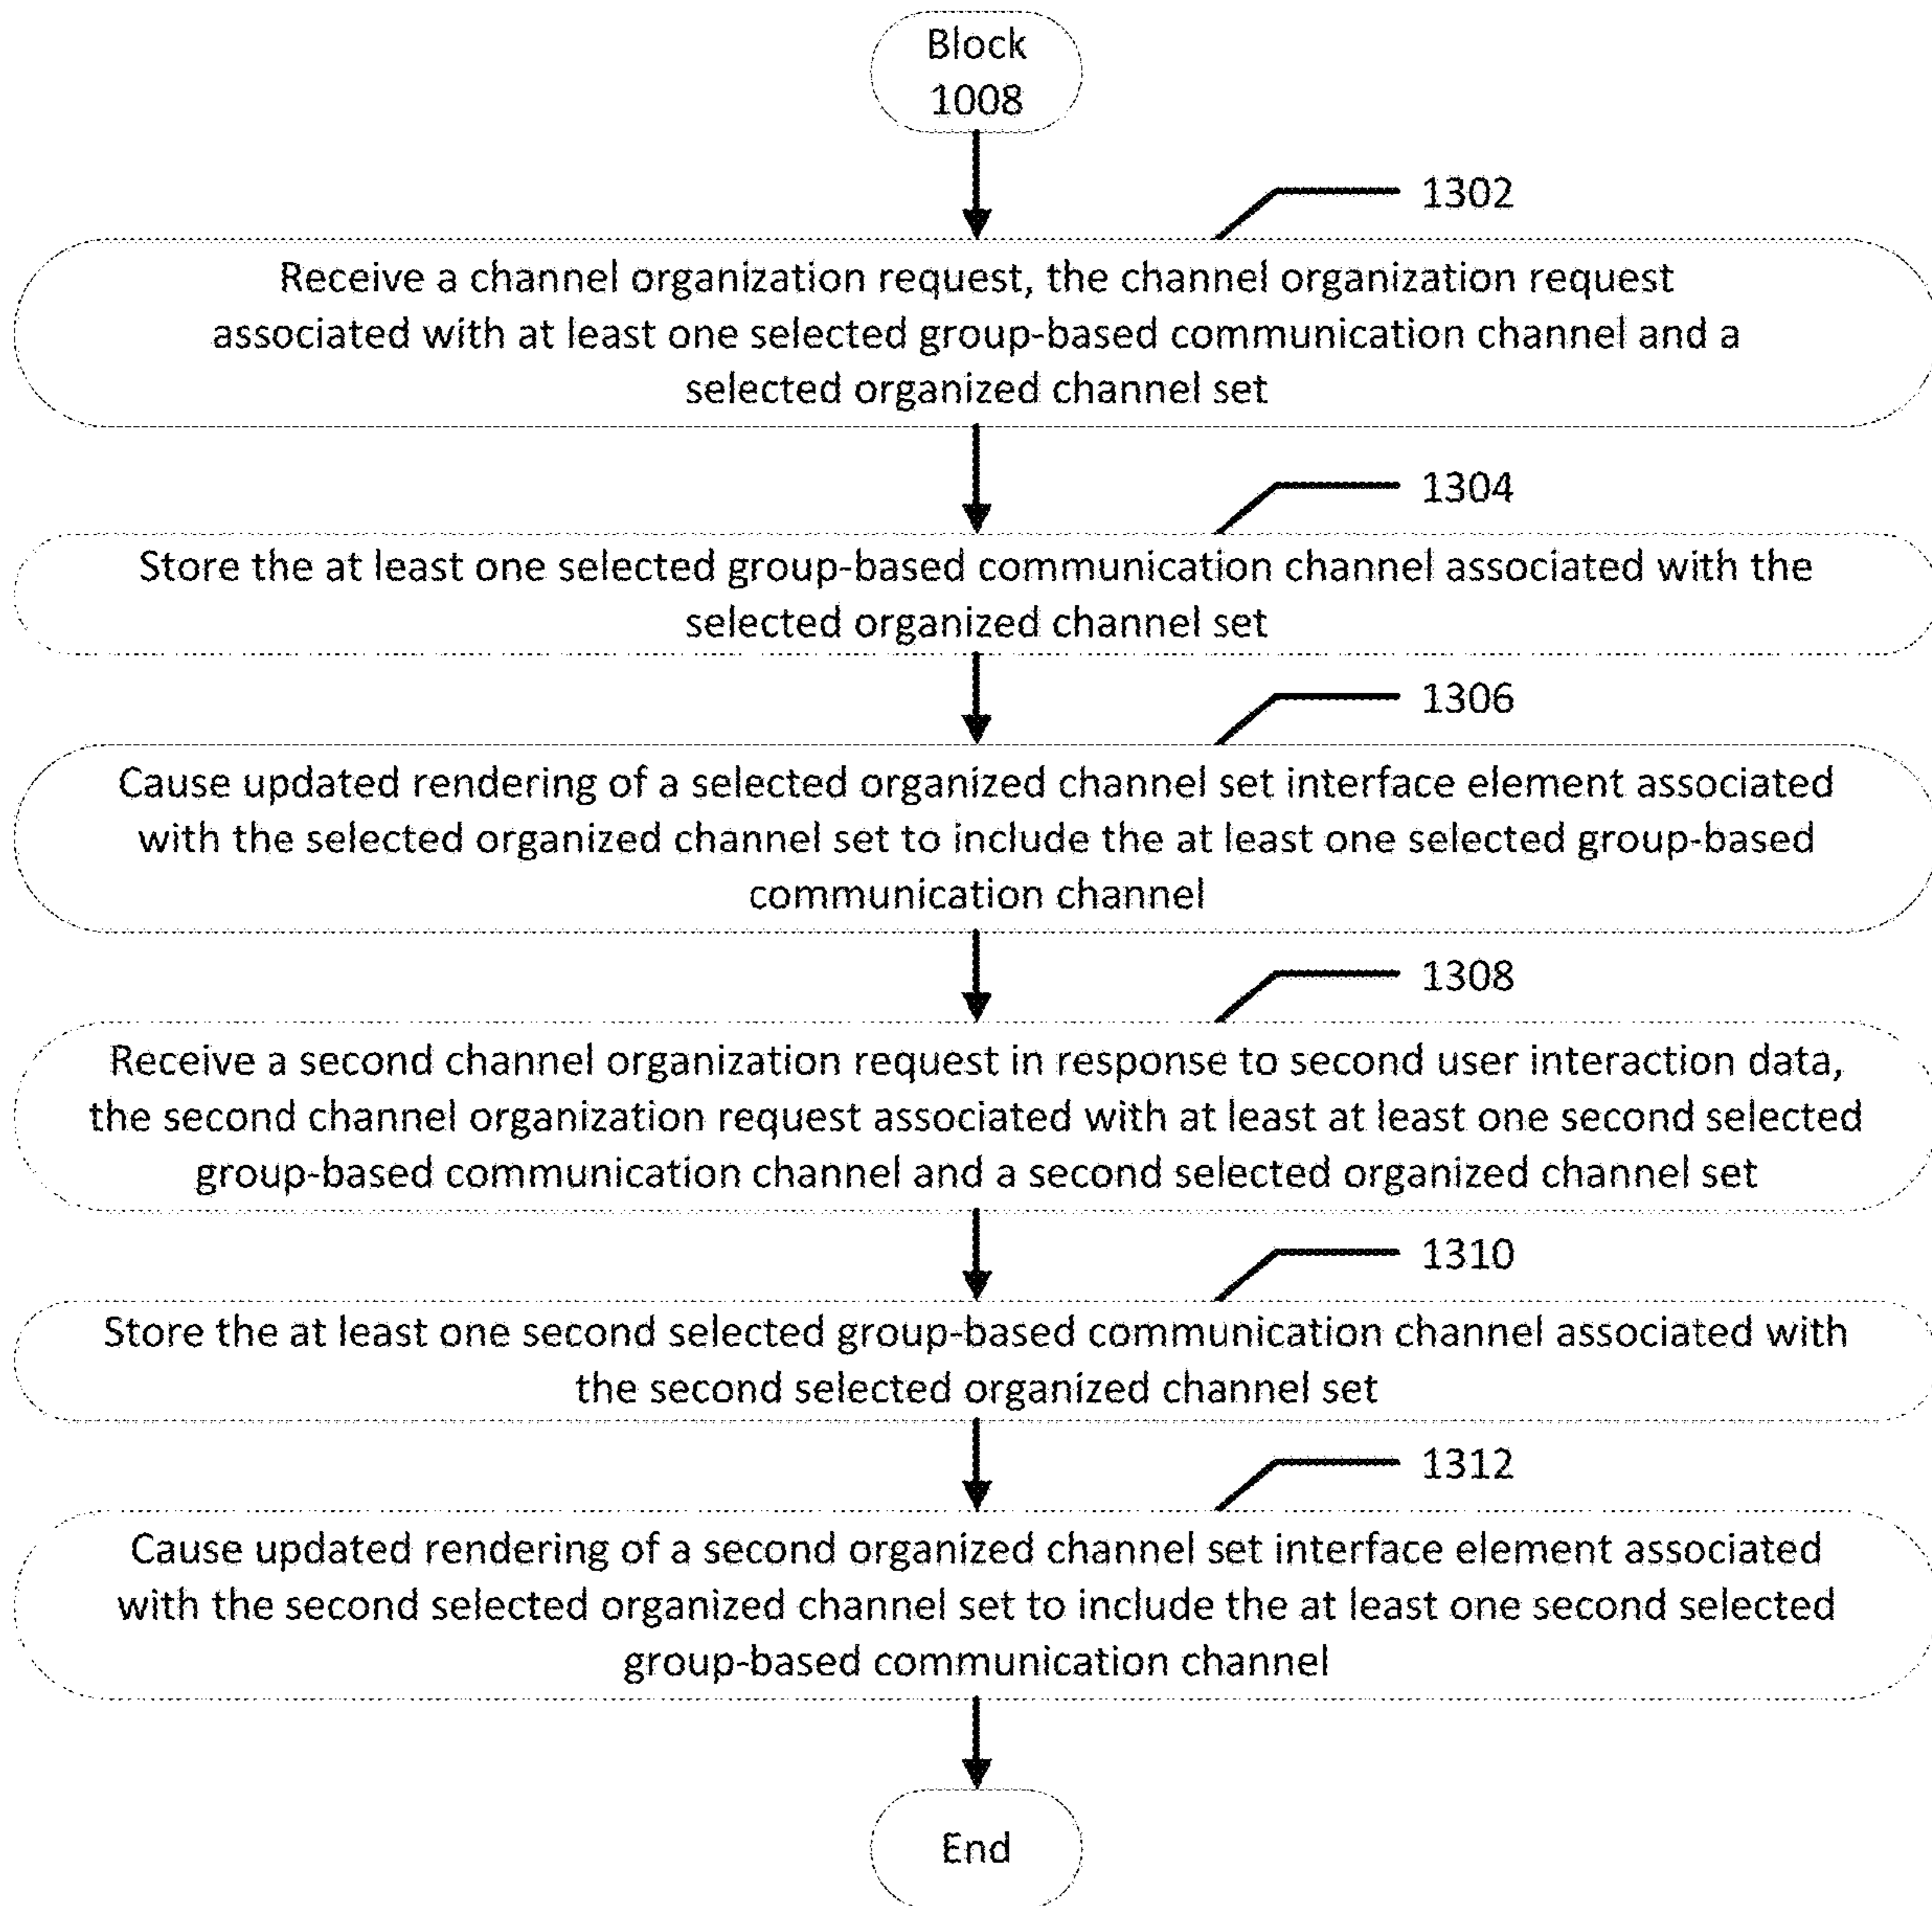 Block
1008
1302
Receive a channel organization request, the channel organization request
associated with at least one selected group-based communication channel and a
selected organized channel set
1304
Store the at least one selected group-based communication channel associated with the
selected organized channel set
1306
Cause updated rendering of a selected organized channel set interface element associated
with the selected organized channel set to include the at least one selected group-based
communication channel
1308
Receive a second channel organization request in response to second user interaction data,
the second channel organization request associated with at least at least one second selected
group-based communication channel and a second selected organized channel set
1310
Store the at least one second selected group-based communication channel associated with
the second selected organized channel set
1312
Cause updated rendering of a second organized channel set interface element associated
with the second selected organized channel set to include the at least one second selected
group-based communication channel
End